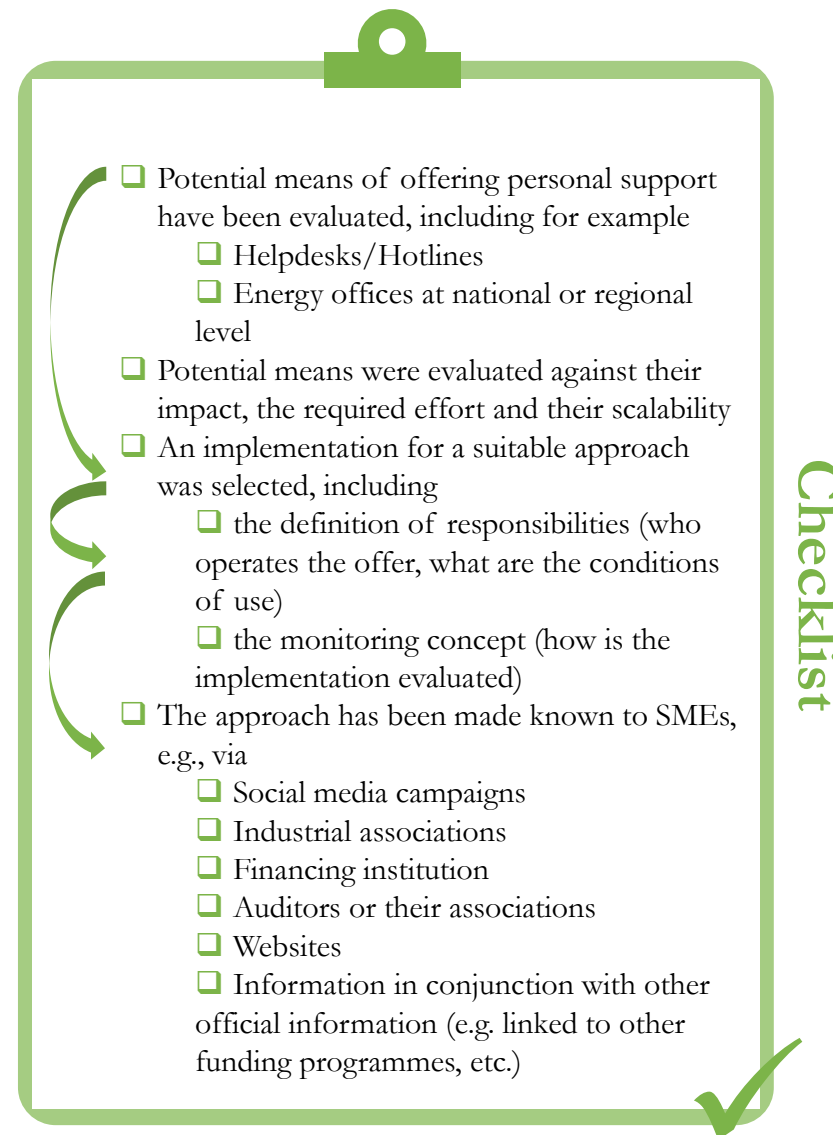 ❑ Potential means of offering personal support
have been evaluated, including for example
❑ Helpdesks/Hotlines
❑ Energy offices at national or regional
level
❑ Potential means were evaluated against their
impact, the required effort and their scalability
❑ An implementation for a suitable approach
was selected, including
❑ the definition of responsibilities (who
operates the offer, what are the conditions
of use)
❑ the monitoring concept (how is the
implementation evaluated)
❑ The approach has been made known to SMEs,
e.g., via
❑ Social media campaigns
❑ Industrial associations
❑ Financing institution
❑ Auditors or their associations
❑ Websites
❑ Information in conjunction with other
official information (e.g. linked to other
funding programmes, etc.)
Checklist